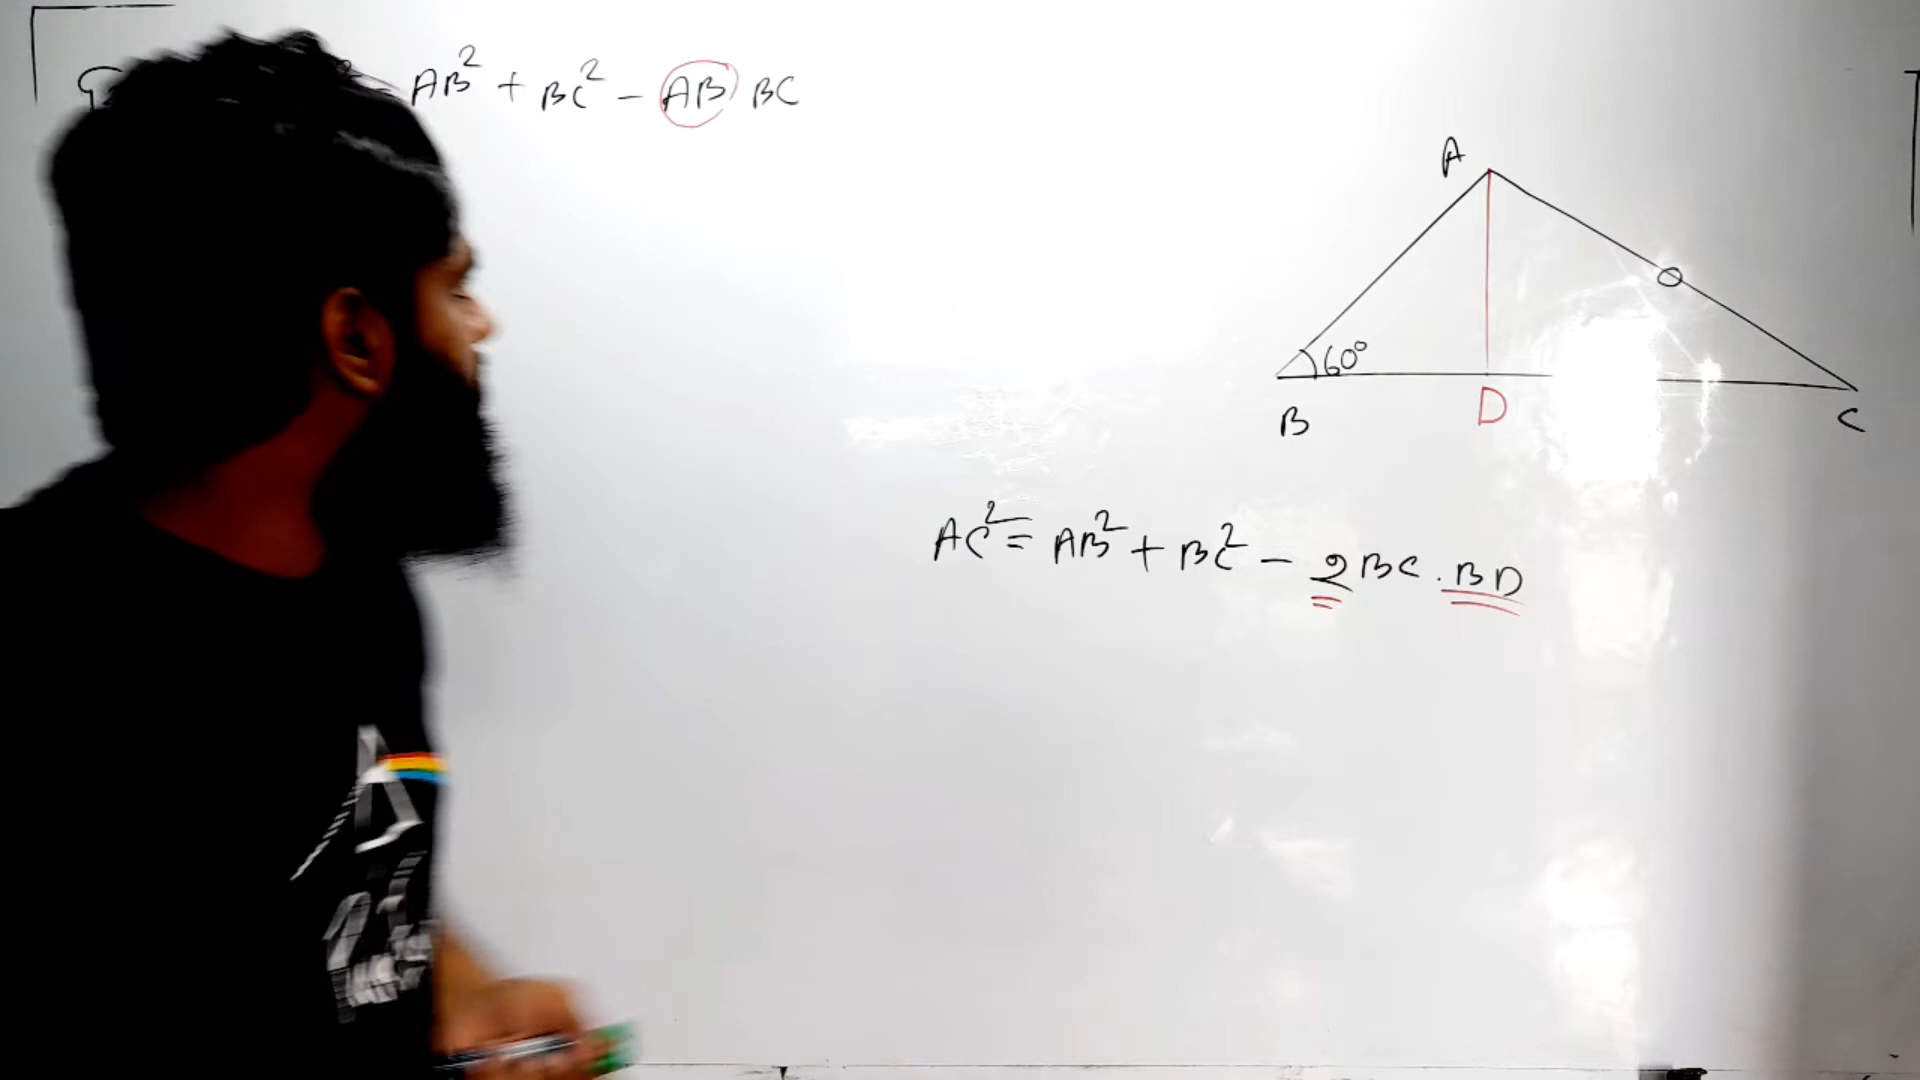 AB² + BC² - AB BC
A
60°
B D C
AC² = AB² + BC² - 2BC.BD